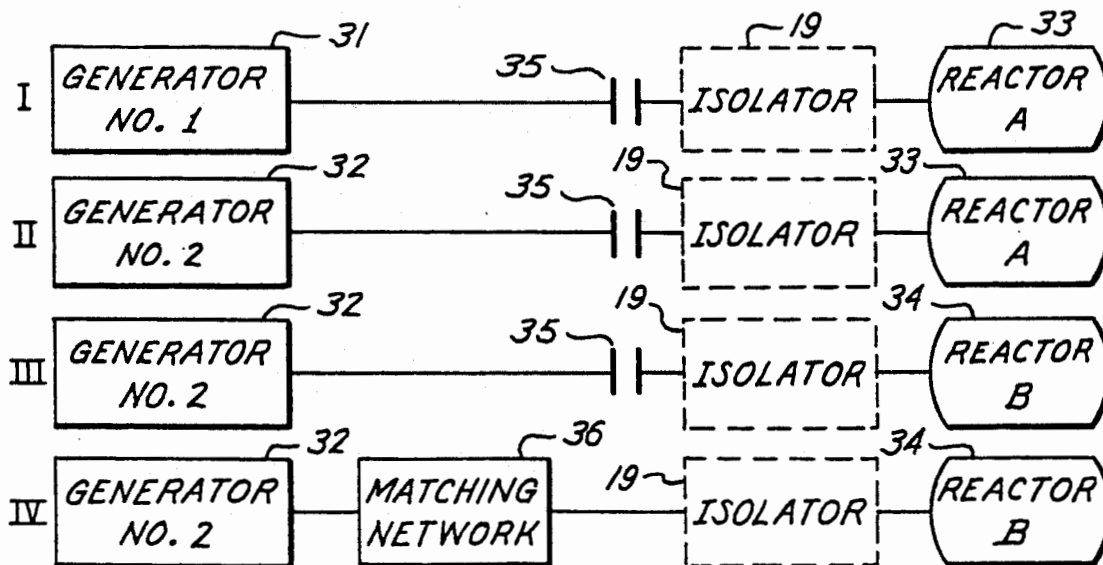 31
19
33
I
GENERATOR
NO. 1
35
ISOLATOR
REACTOR
A
32
19
33
II
GENERATOR
NO. 2
35
ISOLATOR
REACTOR
A
32
19
34
III
GENERATOR
NO. 2
35
ISOLATOR
REACTOR
B
32
36
19
34
IV
GENERATOR
NO. 2
MATCHING
NETWORK
ISOLATOR
REACTOR
B